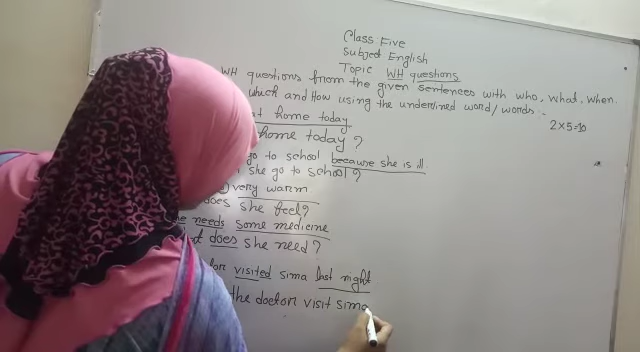 Class Five
Subject English
Topic WH questions
WH questions from the given sentences with who, what, when.
which and How using the underlined word/words:-
2x5=10
home today
home today?
go to school because she is ill.
she go to school?
very warm
does she feel?
needs some medicine
does she need?
visited sima last night
the doctor visit sima